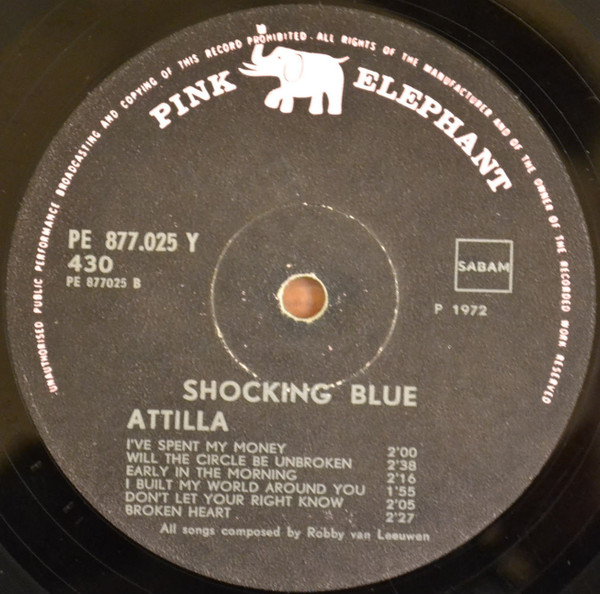 UNAUTHORISED PUBLIC PERFORMANCE BROADCASTING AND COPYING OF THIS RECORD PROHIBITED. ALL RIGHTS OF THE MANUFACTURER AND OF THE OWNER OF THE RECORDED WORK RESERVED
PINK ELEPHANT
PE 877.025 Y
430
PE 877025 B
SABAM
P 1972
SHOCKING BLUE
ATTILLA
I'VE SPENT MY MONEY 2'00
WILL THE CIRCLE BE UNBROKEN 2'38
EARLY IN THE MORNING 2'16
I BUILT MY WORLD AROUND YOU 1'55
DON'T LET YOUR RIGHT KNOW 2'05
BROKEN HEART 2'27
All songs composed by Robby van Leeuwen